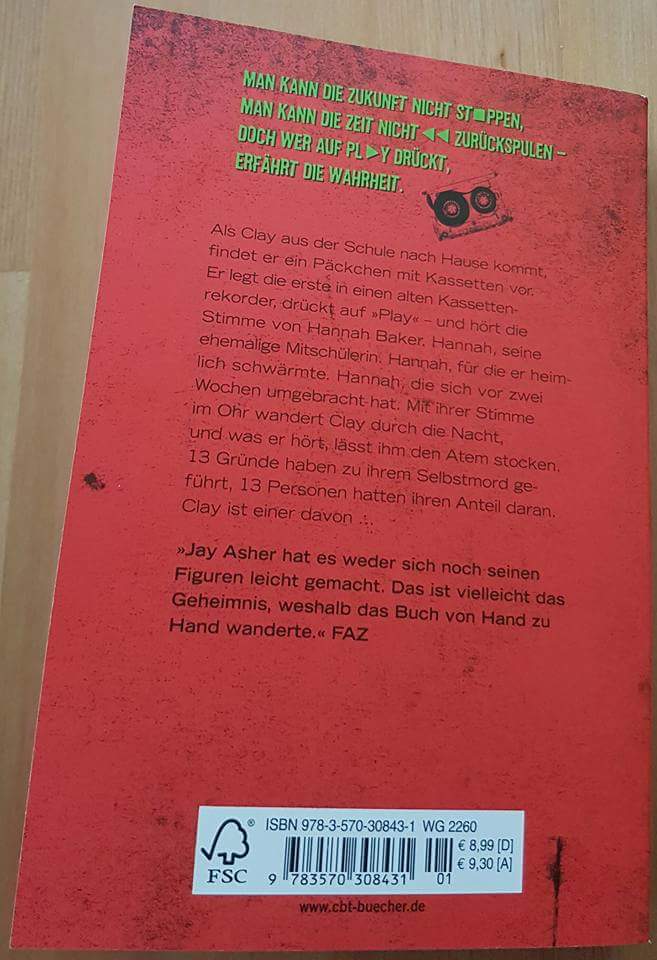 MAN KANN DIE ZUKUNFT NICHT ST■PPEN,
MAN KANN DIE ZEIT NICHT ◀◀ ZURÜCKSPULEN –
DOCH WER AUF PL▶Y DRÜCKT,
ERFÄHRT DIE WAHRHEIT.
Als Clay aus der Schule nach Hause kommt,
findet er ein Päckchen mit Kassetten vor.
Er legt die erste in einen alten Kassetten-
rekorder, drückt auf »Play« – und hört die
Stimme von Hannah Baker. Hannah, seine
ehemalige Mitschülerin. Hannah, für die er heim-
lich schwärmte. Hannah, die sich vor zwei
Wochen umgebracht hat. Mit ihrer Stimme
im Ohr wandert Clay durch die Nacht,
und was er hört, lässt ihm den Atem stocken.
13 Gründe haben zu ihrem Selbstmord ge-
führt, 13 Personen hatten ihren Anteil daran.
Clay ist einer davon ...
»Jay Asher hat es weder sich noch seinen
Figuren leicht gemacht. Das ist vielleicht das
Geheimnis, weshalb das Buch von Hand zu
Hand wanderte.« FAZ
ISBN 978-3-570-30843-1 WG 2260
€ 8,99 [D]
€ 9,30 [A]
® FSC
9 783570 308431 01
www.cbt-buecher.de